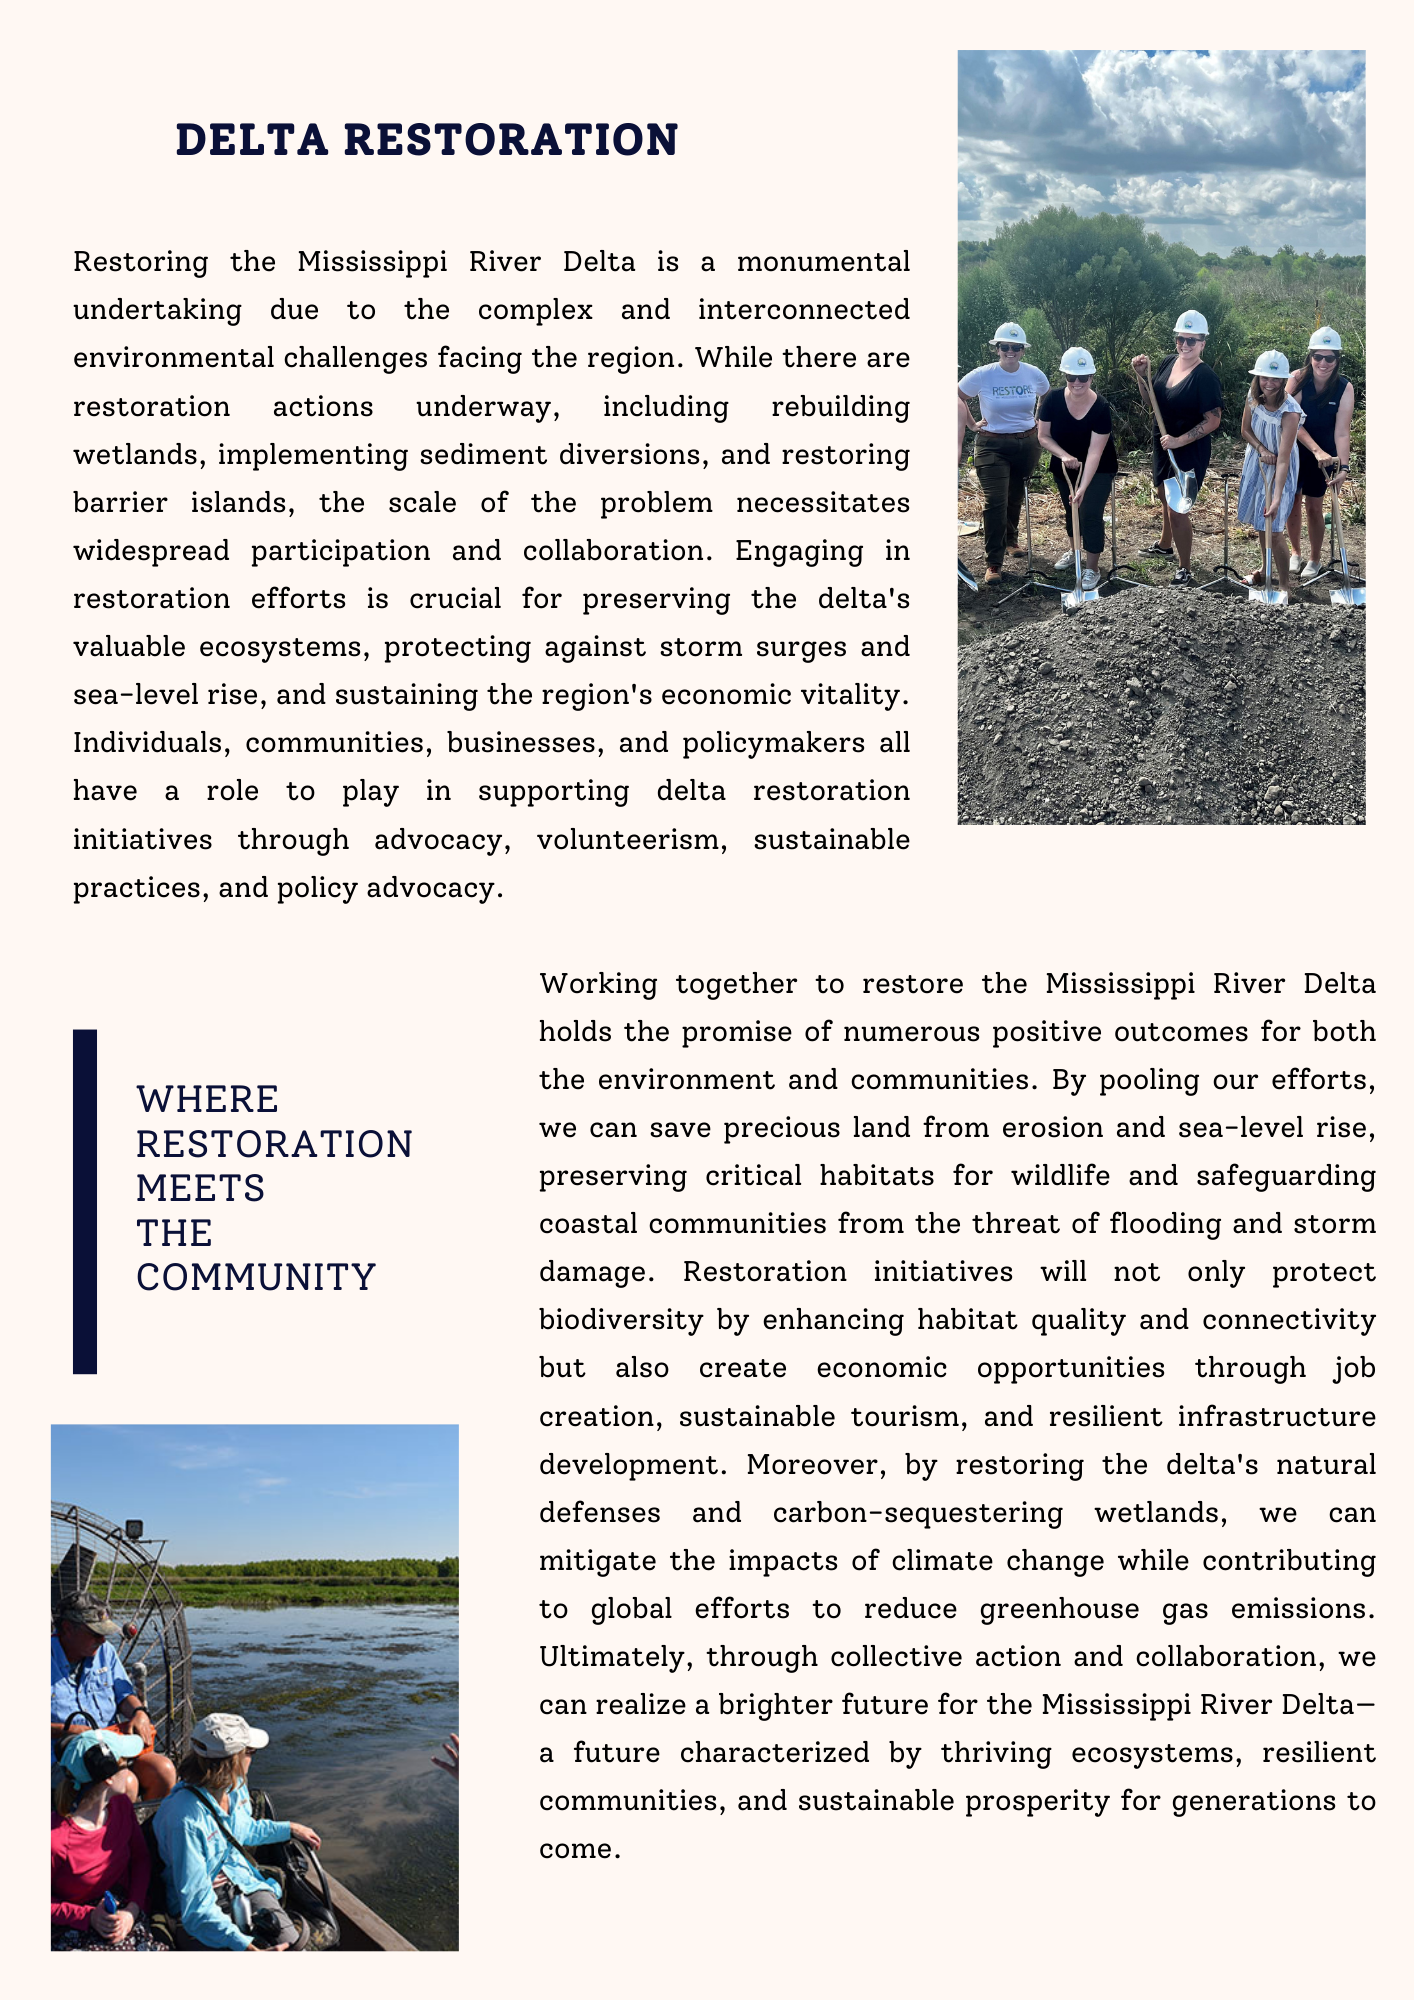 DELTA RESTORATION
Restoring the Mississippi River Delta is a monumental
undertaking due to the complex and interconnected
environmental challenges facing the region. While there are
restoration actions underway, including rebuilding
wetlands, implementing sediment diversions, and restoring
barrier islands, the scale of the problem necessitates
widespread participation and collaboration. Engaging in
restoration efforts is crucial for preserving the delta's
valuable ecosystems, protecting against storm surges and
sea-level rise, and sustaining the region's economic vitality.
Individuals, communities, businesses, and policymakers all
have a role to play in supporting delta restoration
initiatives through advocacy, volunteerism, sustainable
practices, and policy advocacy.
RESTORE
WHERE
RESTORATION
MEETS
THE
COMMUNITY
Working together to restore the Mississippi River Delta
holds the promise of numerous positive outcomes for both
the environment and communities. By pooling our efforts,
we can save precious land from erosion and sea-level rise,
preserving critical habitats for wildlife and safeguarding
coastal communities from the threat of flooding and storm
damage. Restoration initiatives will not only protect
biodiversity by enhancing habitat quality and connectivity
but also create economic opportunities through job
creation, sustainable tourism, and resilient infrastructure
development. Moreover, by restoring the delta's natural
defenses and carbon-sequestering wetlands, we can
mitigate the impacts of climate change while contributing
to global efforts to reduce greenhouse gas emissions.
Ultimately, through collective action and collaboration, we
can realize a brighter future for the Mississippi River Delta—
a future characterized by thriving ecosystems, resilient
communities, and sustainable prosperity for generations to
come.